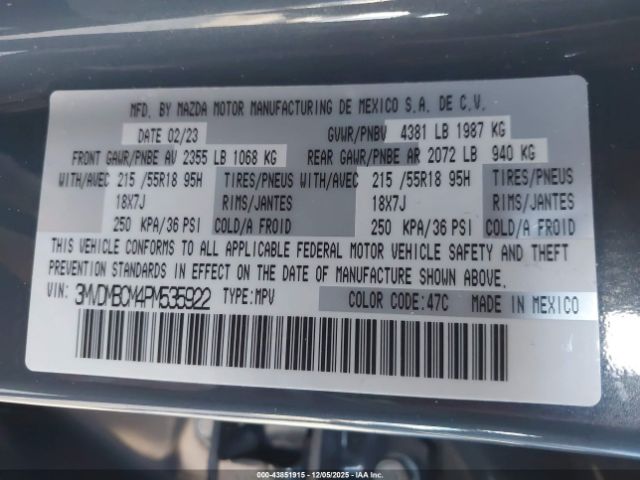 MFD. BY MAZDA MOTOR MANUFACTURING DE MEXICO S.A. DE C.V.
DATE 02/23 GVWR/PNBV 4381 LB 1987 KG
FRONT GAWR/PNBE AV 2355 LB 1068 KG REAR GAWR/PNBE AR 2072 LB 940 KG
WITH/AVEC 215 /55R18 95H TIRES/PNEUS WITH/AVEC 215 /55R18 95H TIRES/PNEUS
18X7J RIMS/JANTES 18X7J RIMS/JANTES
250 KPA/36 PSI COLD/A FROID 250 KPA/36 PSI COLD/A FROID
THIS VEHICLE CONFORMS TO ALL APPLICABLE FEDERAL MOTOR VEHICLE SAFETY AND THEFT
PREVENTION STANDARDS IN EFFECT ON THE DATE OF MANUFACTURE SHOWN ABOVE.
VIN: 3MVDMBCM4PM535922 TYPE:MPV COLOR CODE:47C MADE IN MEXICO
000-43851915 - 12/05/2025 - IAA Inc.